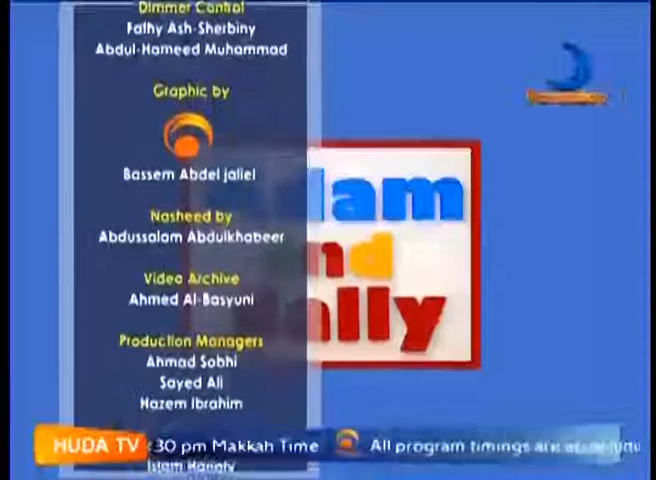 Dimmer Control
Fathy Ash-Sherbiny
Abdul-Hameed Muhammad
Graphic by
Bassem Abdel jaliel
Nasheed by
Abdussalam Abdulkhabeer
Video Archive
Ahmed Al-Basyuni
Production Managers
Ahmad Sobhi
Sayed Ali
Hazem Ibrahim
lam
nd
ally
HUDA TV :30 pm Makkah Time All program timings are
Islam